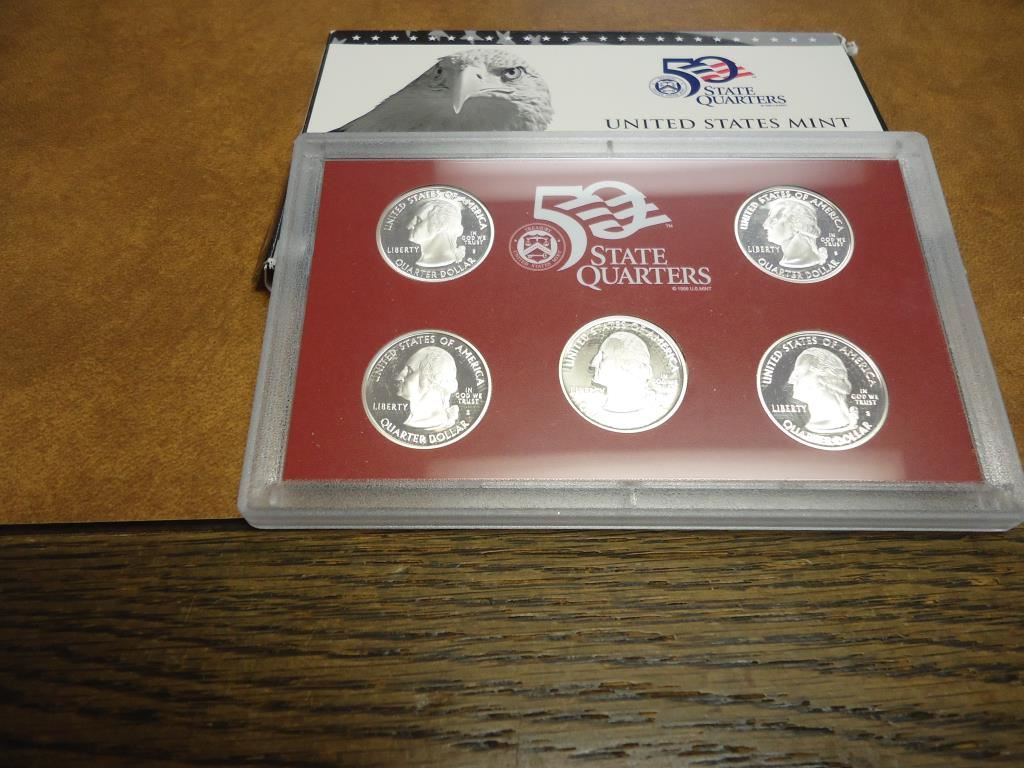 50
STATE
QUARTERS
UNITED STATES MINT
50
™
STATE
QUARTERS
UNITED STATES OF AMERICA
LIBERTY
IN
GOD WE
TRUST
S
QUARTER DOLLAR
UNITED STATES OF AMERICA
LIBERTY
IN
GOD WE
TRUST
S
QUARTER DOLLAR
UNITED STATES OF AMERICA
LIBERTY
IN
GOD WE
TRUST
S
QUARTER DOLLAR
UNITED STATES OF AMERICA
LIBERTY
UNITED STATES OF AMERICA
LIBERTY
IN
GOD WE
TRUST
S
QUARTER DOLLAR